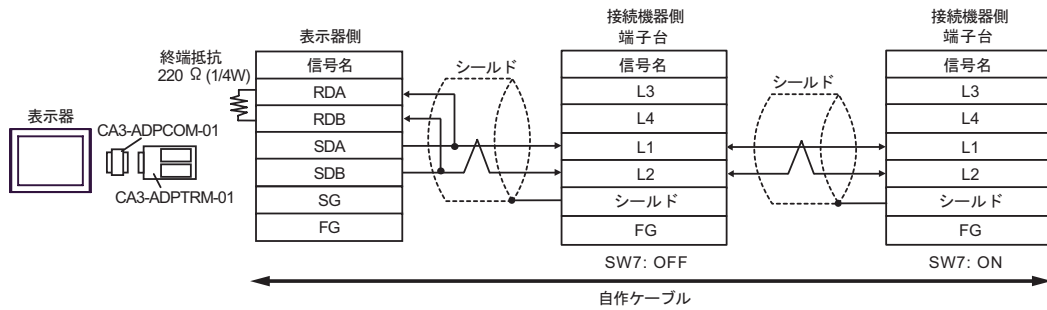 表示器
CA3-ADPCOM-01
CA3-ADPTRM-01
終端抵抗
220 Ω (1/4W)
表示器側
信号名
RDA
RDB
SDA
SDB
SG
FG
シールド
接続機器側
端子台
信号名
L3
L4
L1
L2
シールド
FG
SW7: OFF
シールド
接続機器側
端子台
信号名
L3
L4
L1
L2
シールド
FG
SW7: ON
自作ケーブル